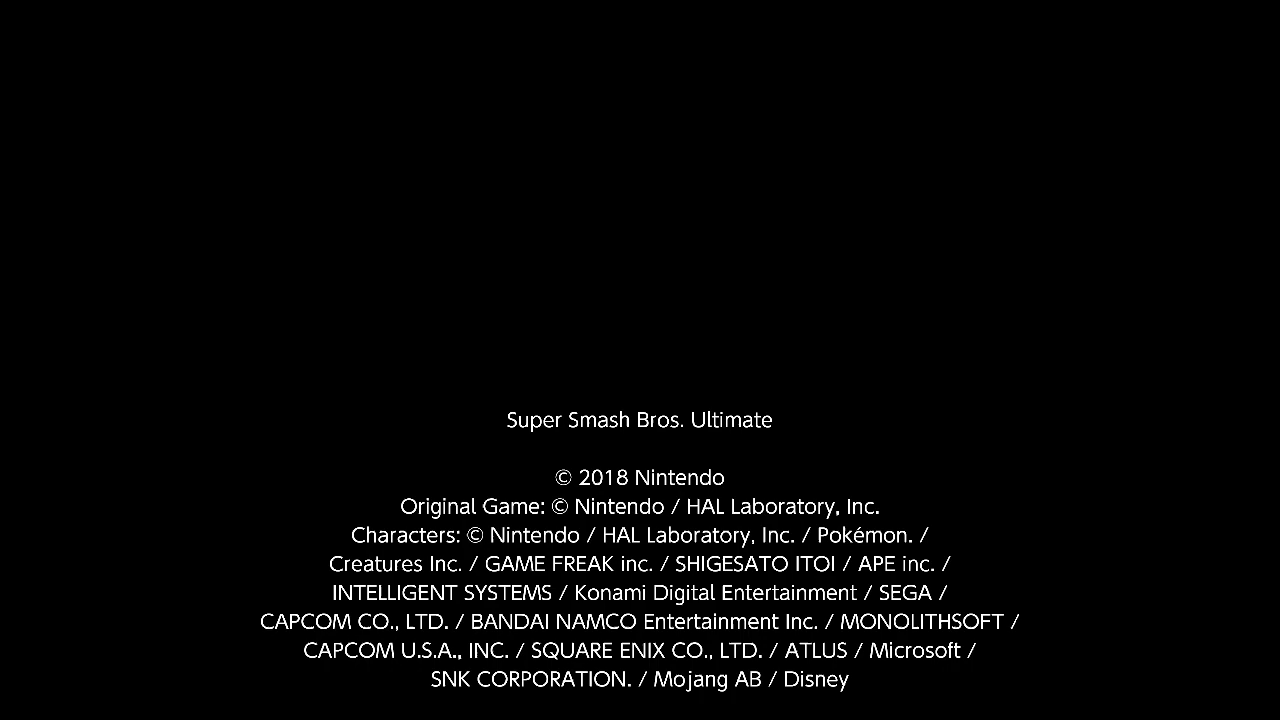 Super Smash Bros. Ultimate
© 2018 Nintendo
Original Game: © Nintendo / HAL Laboratory, Inc.
Characters: © Nintendo / HAL Laboratory, Inc. / Pokémon. /
Creatures Inc. / GAME FREAK inc. / SHIGESATO ITOI / APE inc. /
INTELLIGENT SYSTEMS / Konami Digital Entertainment / SEGA /
CAPCOM CO., LTD. / BANDAI NAMCO Entertainment Inc. / MONOLITHSOFT /
CAPCOM U.S.A., INC. / SQUARE ENIX CO., LTD. / ATLUS / Microsoft /
SNK CORPORATION. / Mojang AB / Disney